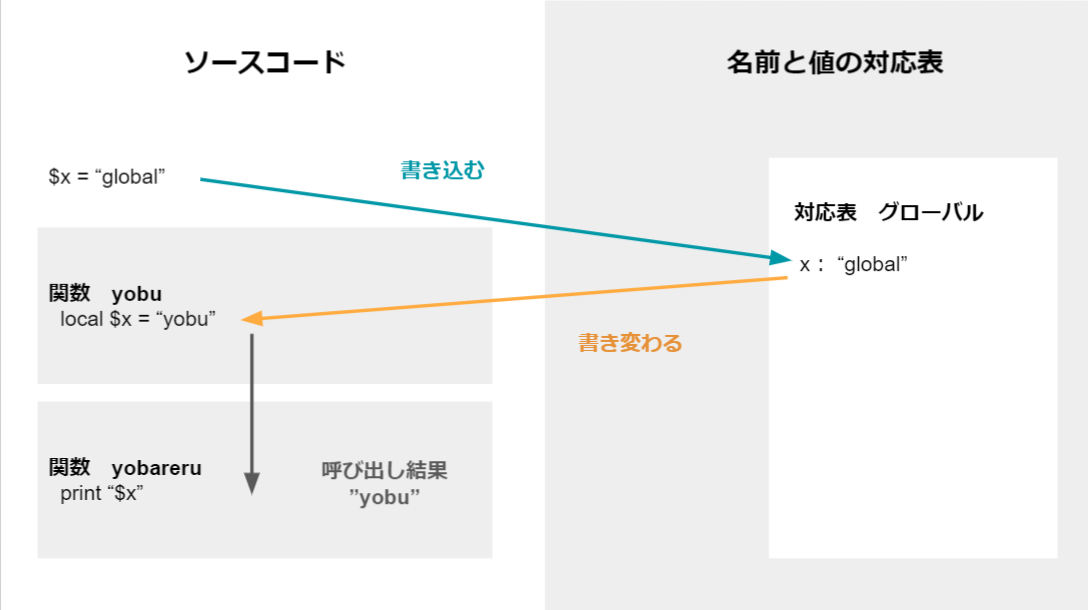 ソースコード
名前と値の対応表
$x = “global”
書き込む
対応表　グローバル
x： “global”
関数　yobu
local $x = “yobu”
書き変わる
関数　yobareru
print “$x”
呼び出し結果
”yobu”